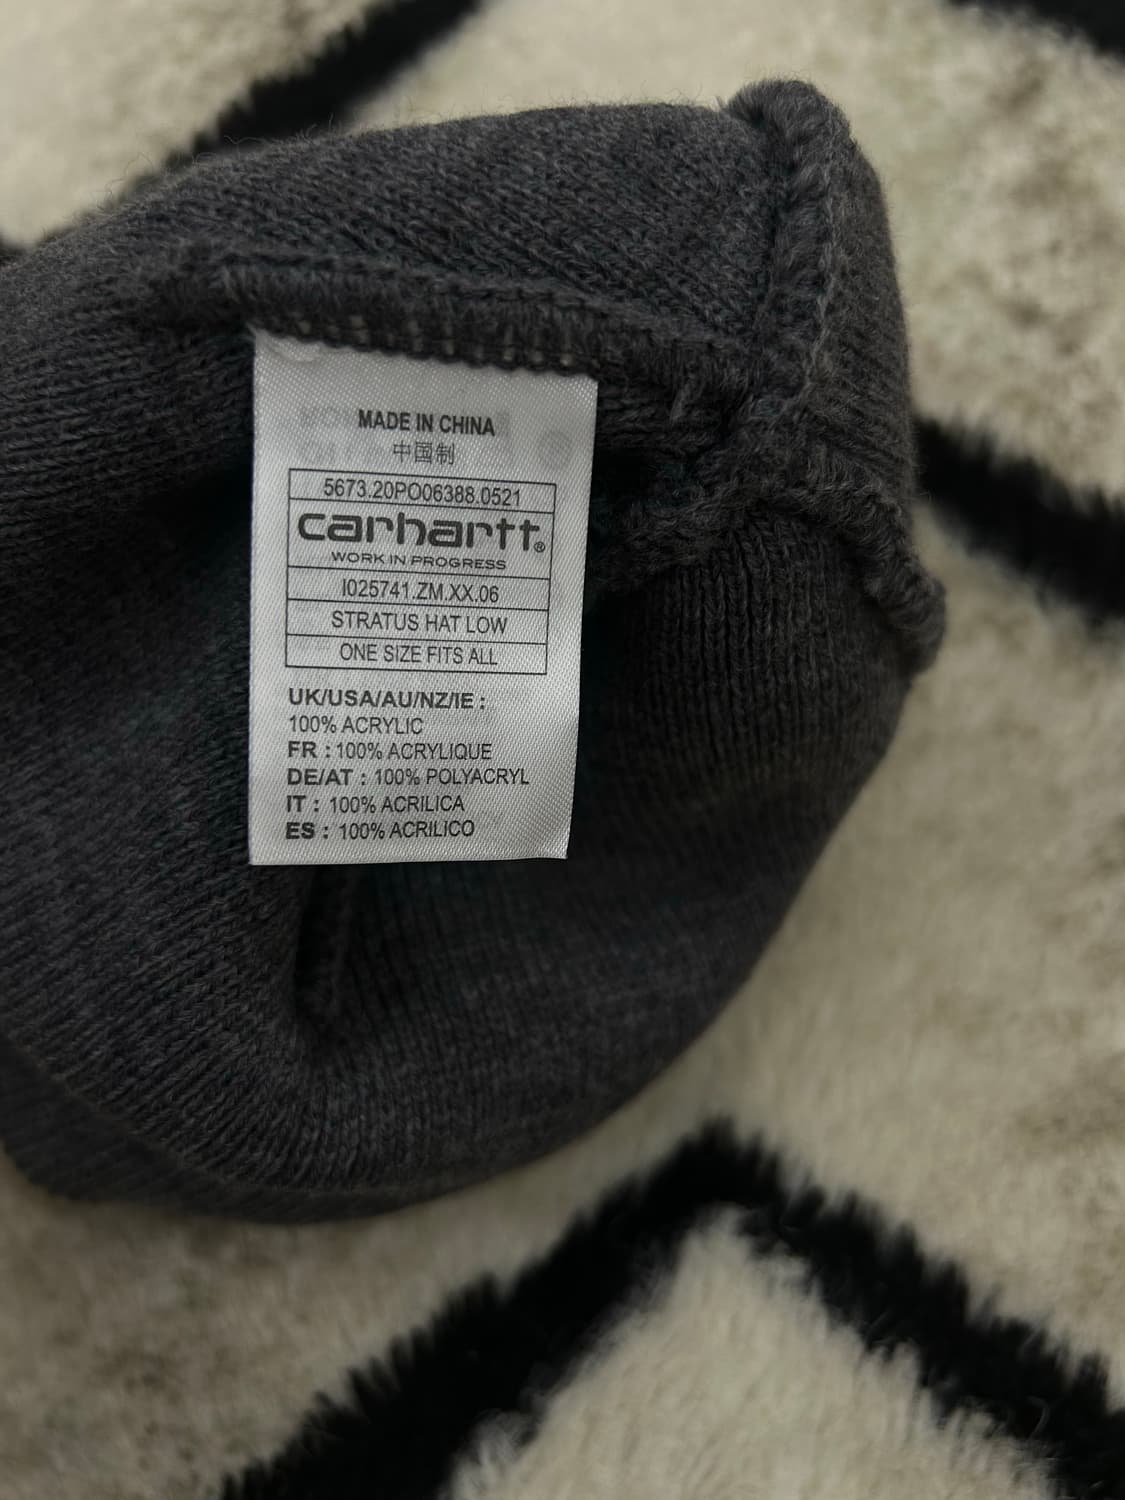 MADE IN CHINA
中国制
5673.20PO06388.0521
carhartt®
WORK IN PROGRESS
I025741.ZM.XX.06
STRATUS HAT LOW
ONE SIZE FITS ALL
UK/USA/AU/NZ/IE :
100% ACRYLIC
FR : 100% ACRYLIQUE
DE/AT : 100% POLYACRYL
IT : 100% ACRILICA
ES : 100% ACRILICO